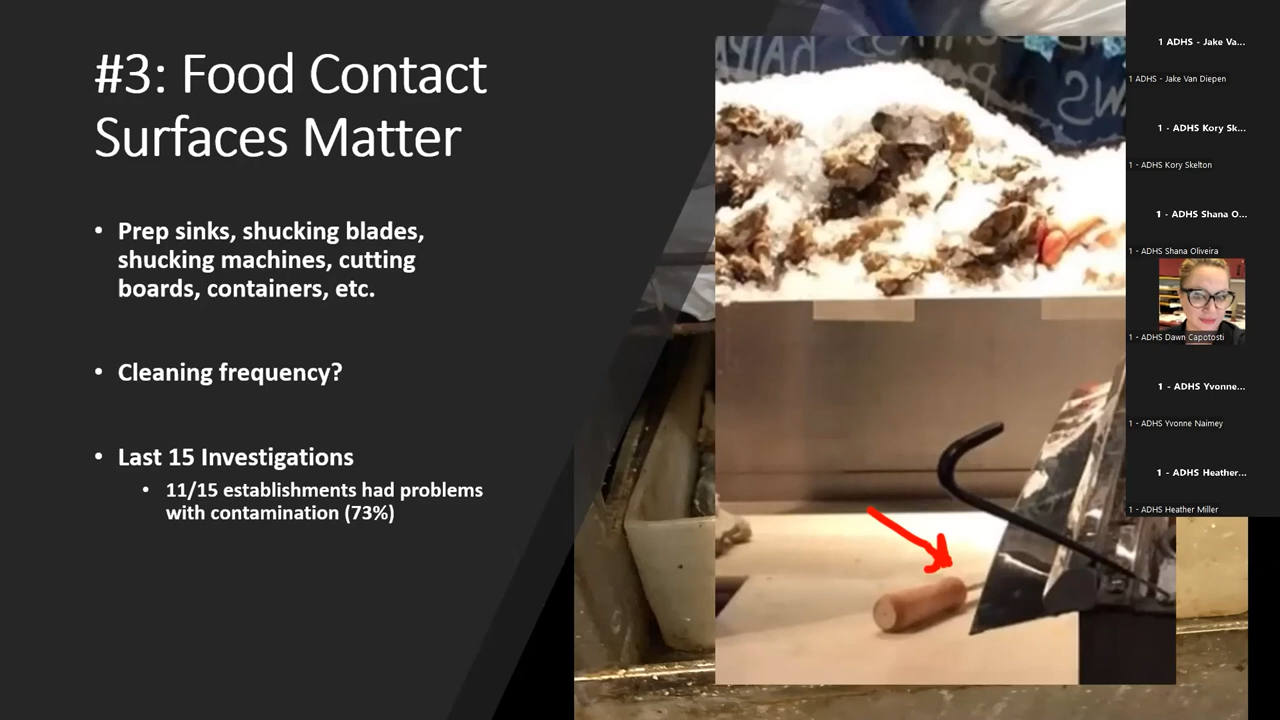 #3: Food Contact
Surfaces Matter
• Prep sinks, shucking blades,
shucking machines, cutting
boards, containers, etc.
• Cleaning frequency?
• Last 15 Investigations
• 11/15 establishments had problems
with contamination (73%)
1 ADHS - Jake Va...
1 ADHS - Jake Van Diepen
1 - ADHS Kory Sk...
1 - ADHS Kory Skelton
1 - ADHS Shana O...
1 - ADHS Shana Oliveira
1 - ADHS Dawn Capotosti
1 - ADHS Yvonne...
1 - ADHS Yvonne Naimey
1 - ADHS Heather...
1 - ADHS Heather Miller